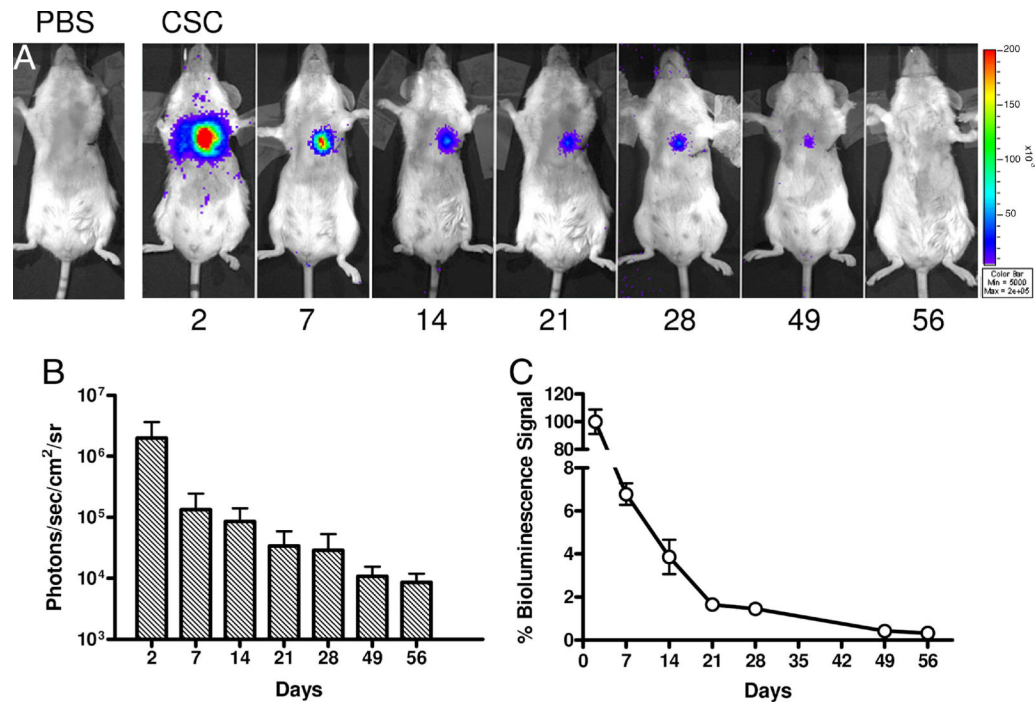 PBS CSC
A
200
150
100
50
x10³
Color Bar
Min = 5000
Max = 2e+05
2 7 14 21 28 49 56
B
Photons/sec/cm²/sr
10⁷
10⁶
10⁵
10⁴
10³
2 7 14 21 28 49 56
Days
C
% Bioluminescence Signal
120
100
80
8
6
4
2
0
0 7 14 21 28 35 42 49 56
Days